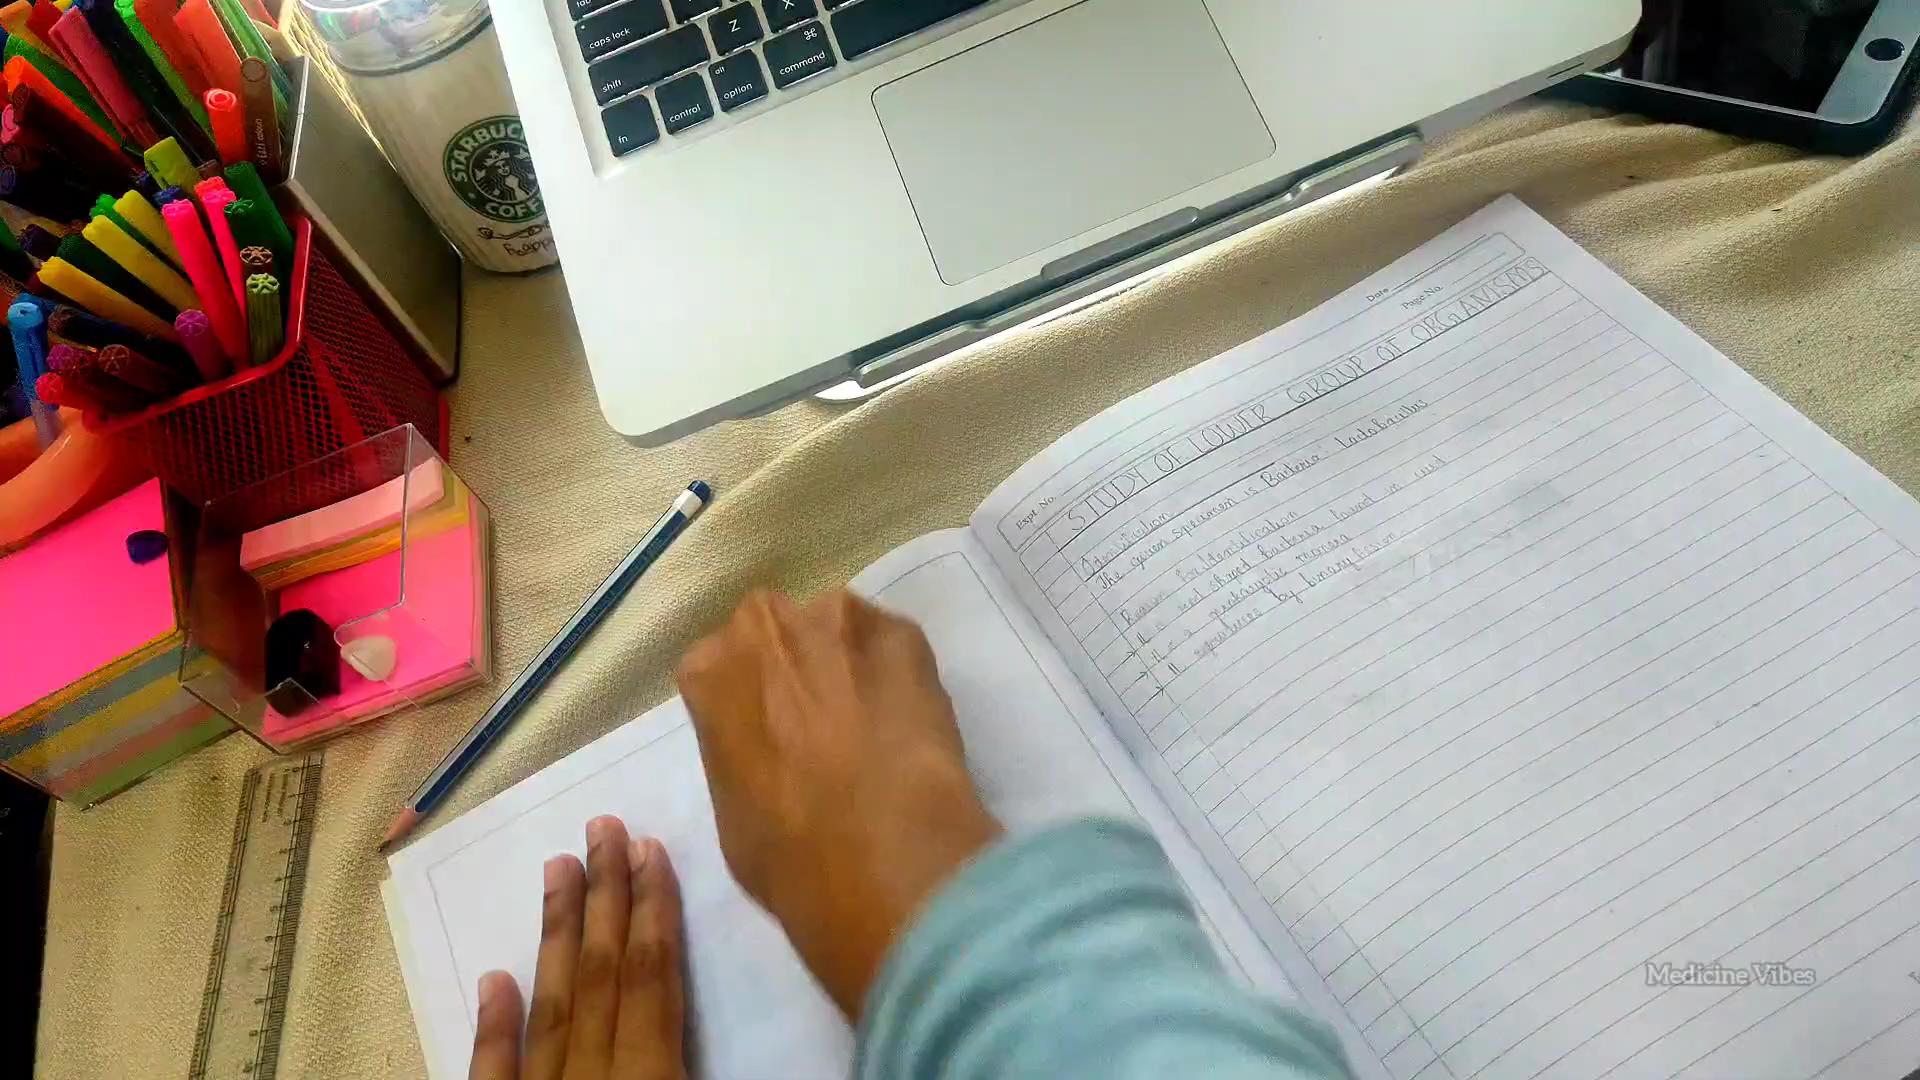 tab
caps lock
Z
X
shift
⌘
command
alt
option
control
fn
STARBUCKS
COFFEE
Happy
Date
Page No.
Expt. No.
STUDY OF LOWER GROUP OF ORGANISMS
Identification
The given specimen is Bacteria: Lactobacillus
Reason for identification
→ It is rod shaped bacteria found in curd
→ It is a prokaryotic monera
→ It reproduces by binary fission
Medicine Vibes